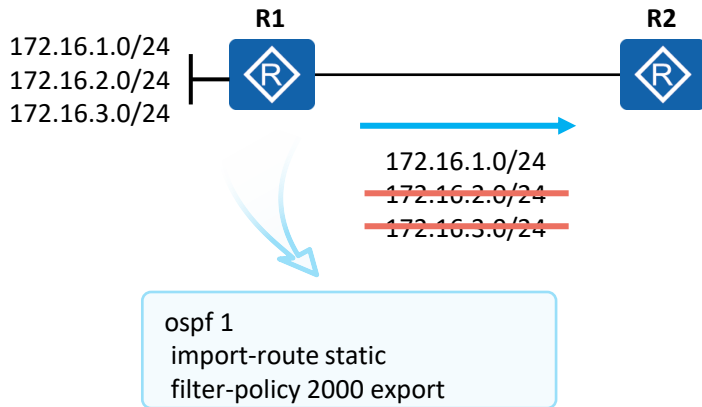 R1
R2
172.16.1.0/24
172.16.2.0/24
172.16.3.0/24
R
R
172.16.1.0/24
172.16.2.0/24
172.16.3.0/24
ospf 1
import-route static
filter-policy 2000 export